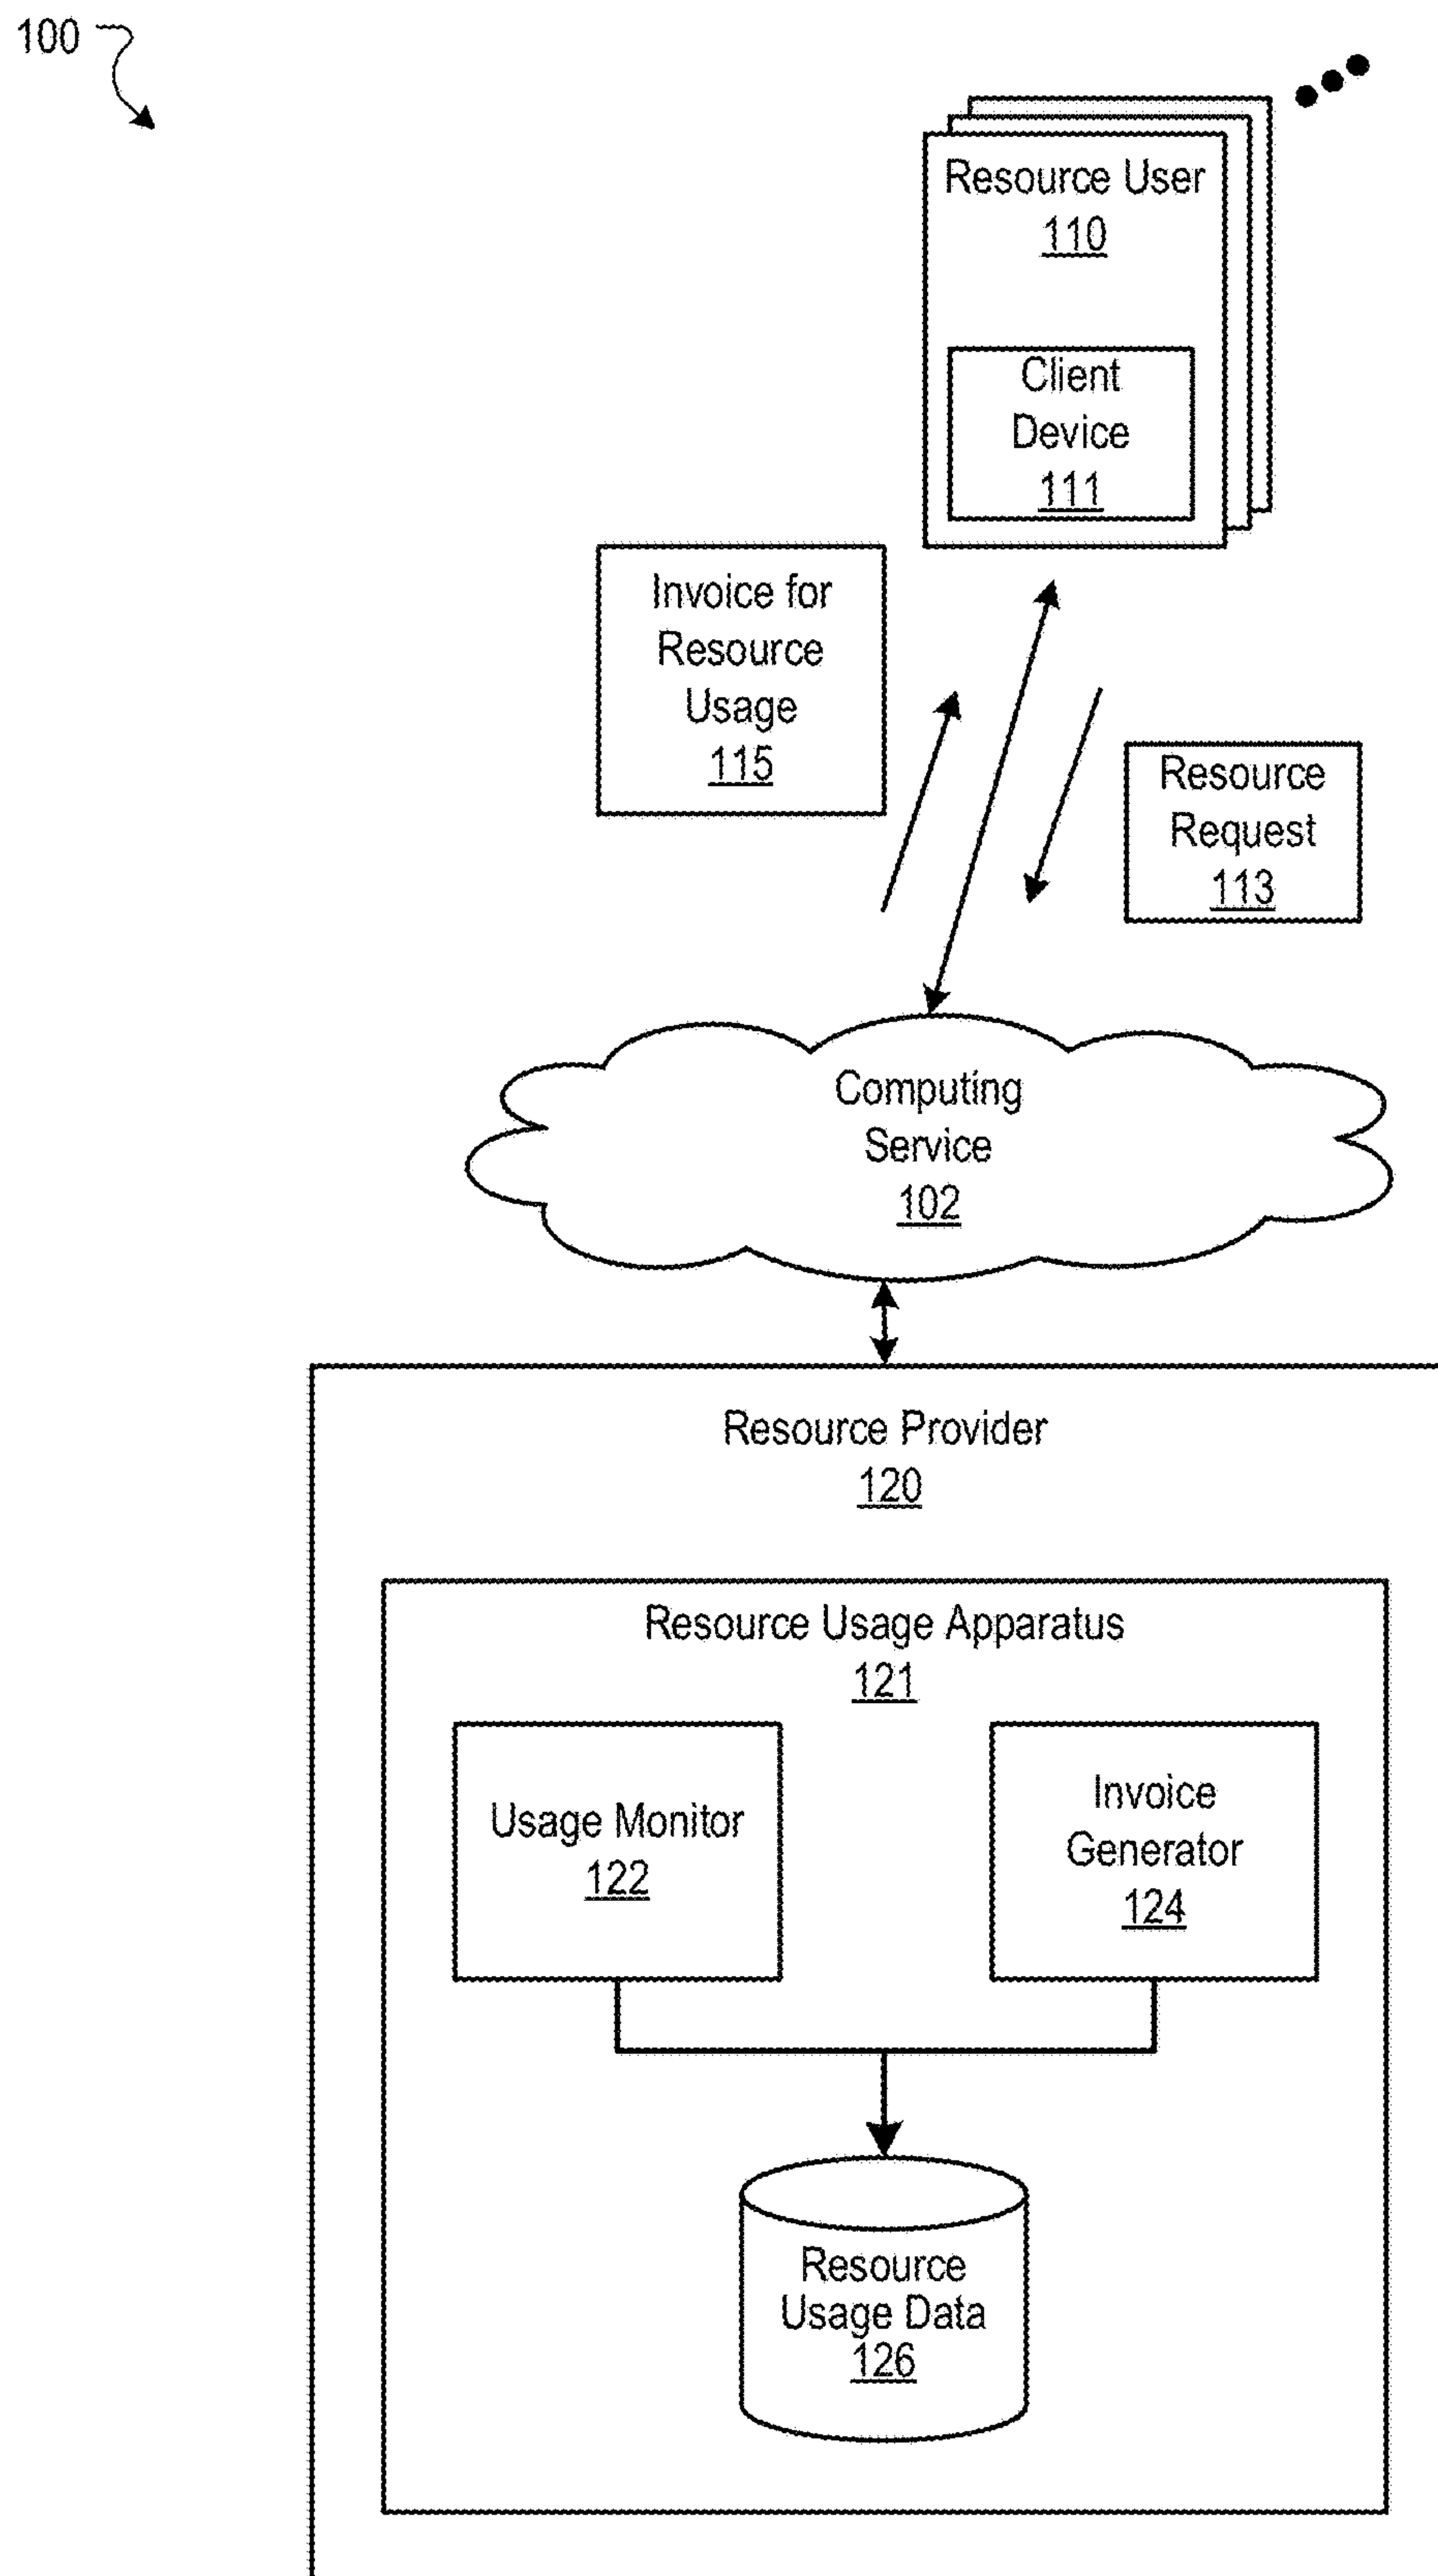 100
Resource User
110
Client
Device
111
Invoice for
Resource
Usage
115
Resource
Request
113
Computing
Service
102
Resource Provider
120
Resource Usage Apparatus
121
Usage Monitor
122
Invoice
Generator
124
Resource
Usage Data
126